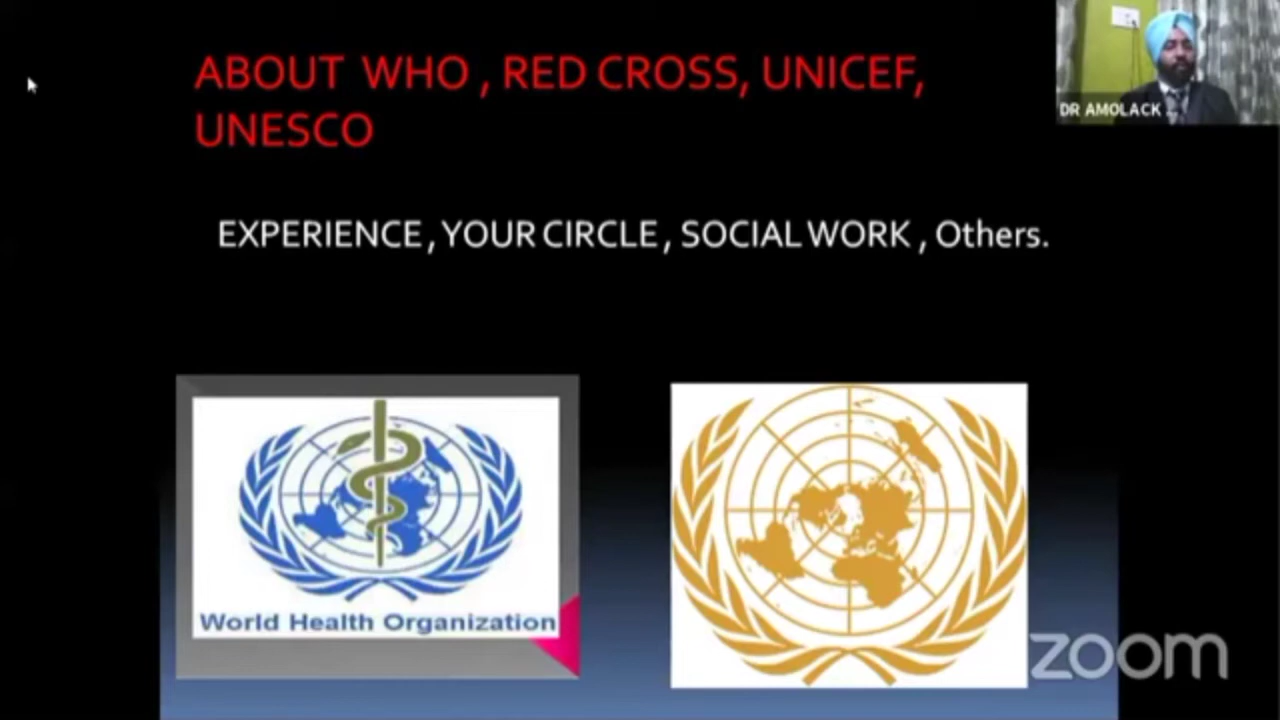 ABOUT WHO , RED CROSS, UNICEF,
UNESCO
DR AMOLACK ...
EXPERIENCE , YOUR CIRCLE , SOCIAL WORK , Others.
World Health Organization
zoom